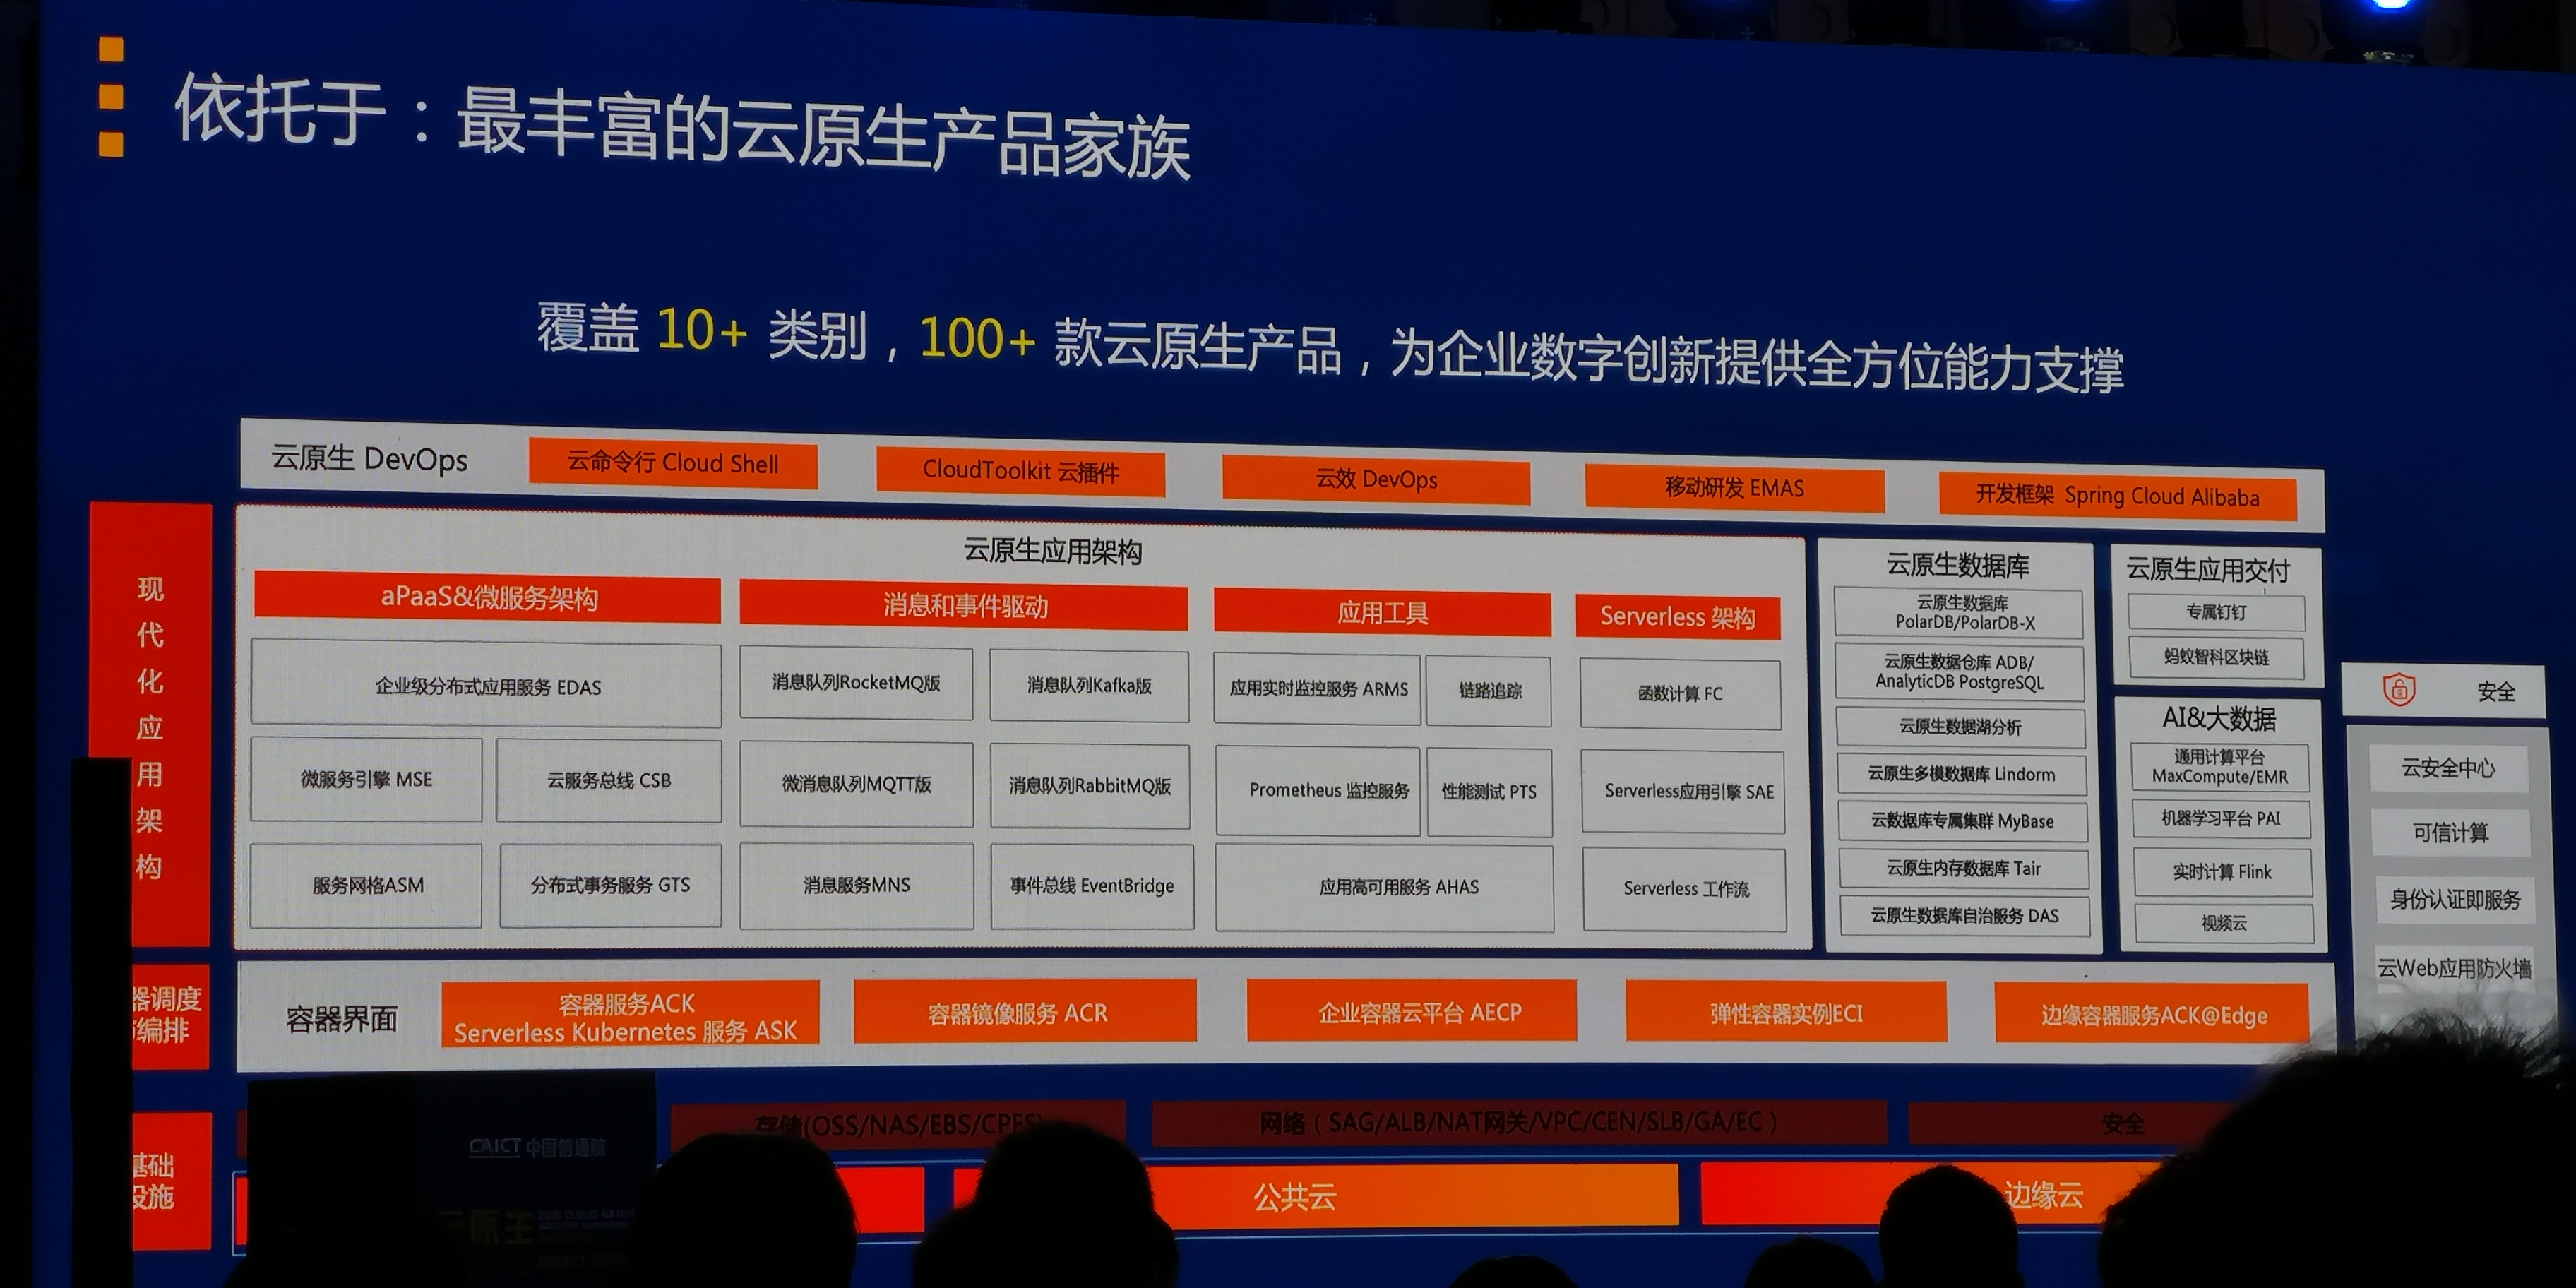 依托于：最丰富的云原生产品家族
覆盖 10+ 类别，100+ 款云原生产品，为企业数字创新提供全方位能力支撑
云原生 DevOps
云命令行 Cloud Shell
CloudToolkit 云插件
云效 DevOps
移动研发 EMAS
开发框架 Spring Cloud Alibaba
现代化应用架构
云原生应用架构
aPaaS&微服务架构
企业级分布式应用服务 EDAS
微服务引擎 MSE
云服务总线 CSB
服务网格ASM
分布式事务服务 GTS
消息和事件驱动
消息队列RocketMQ版
消息队列Kafka版
微消息队列MQTT版
消息队列RabbitMQ版
消息服务MNS
事件总线 EventBridge
应用工具
应用实时监控服务 ARMS
链路追踪
Prometheus 监控服务
性能测试 PTS
应用高可用服务 AHAS
Serverless 架构
函数计算 FC
Serverless应用引擎 SAE
Serverless 工作流
云原生数据库
云原生数据库
PolarDB/PolarDB-X
云原生数据仓库 ADB/
AnalyticDB PostgreSQL
云原生数据湖分析
云原生多模数据库 Lindorm
云数据库专属集群 MyBase
云原生内存数据库 Tair
云原生数据库自治服务 DAS
云原生应用交付
专属钉钉
蚂蚁智科区块链
AI&大数据
通用计算平台
MaxCompute/EMR
机器学习平台 PAI
实时计算 Flink
视频云
安全
云安全中心
可信计算
身份认证即服务
云Web应用防火墙
器调度
编排
容器界面
容器服务ACK
Serverless Kubernetes 服务 ASK
容器镜像服务 ACR
企业容器云平台 AECP
弹性容器实例ECI
边缘容器服务ACK@Edge
基础
设施
存储(OSS/NAS/EBS/CPFS)
网络（SAG/ALB/NAT网关/VPC/CEN/SLB/GA/EC）
安全
公共云
边缘云
CAICT 中国信通院
云原生